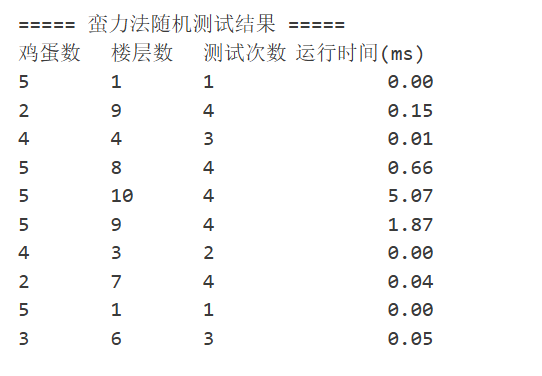 ===== 蛮力法随机测试结果 =====
鸡蛋数 楼层数 测试次数 运行时间(ms)
5 1 1 0.00
2 9 4 0.15
4 4 3 0.01
5 8 4 0.66
5 10 4 5.07
5 9 4 1.87
4 3 2 0.00
2 7 4 0.04
5 1 1 0.00
3 6 3 0.05